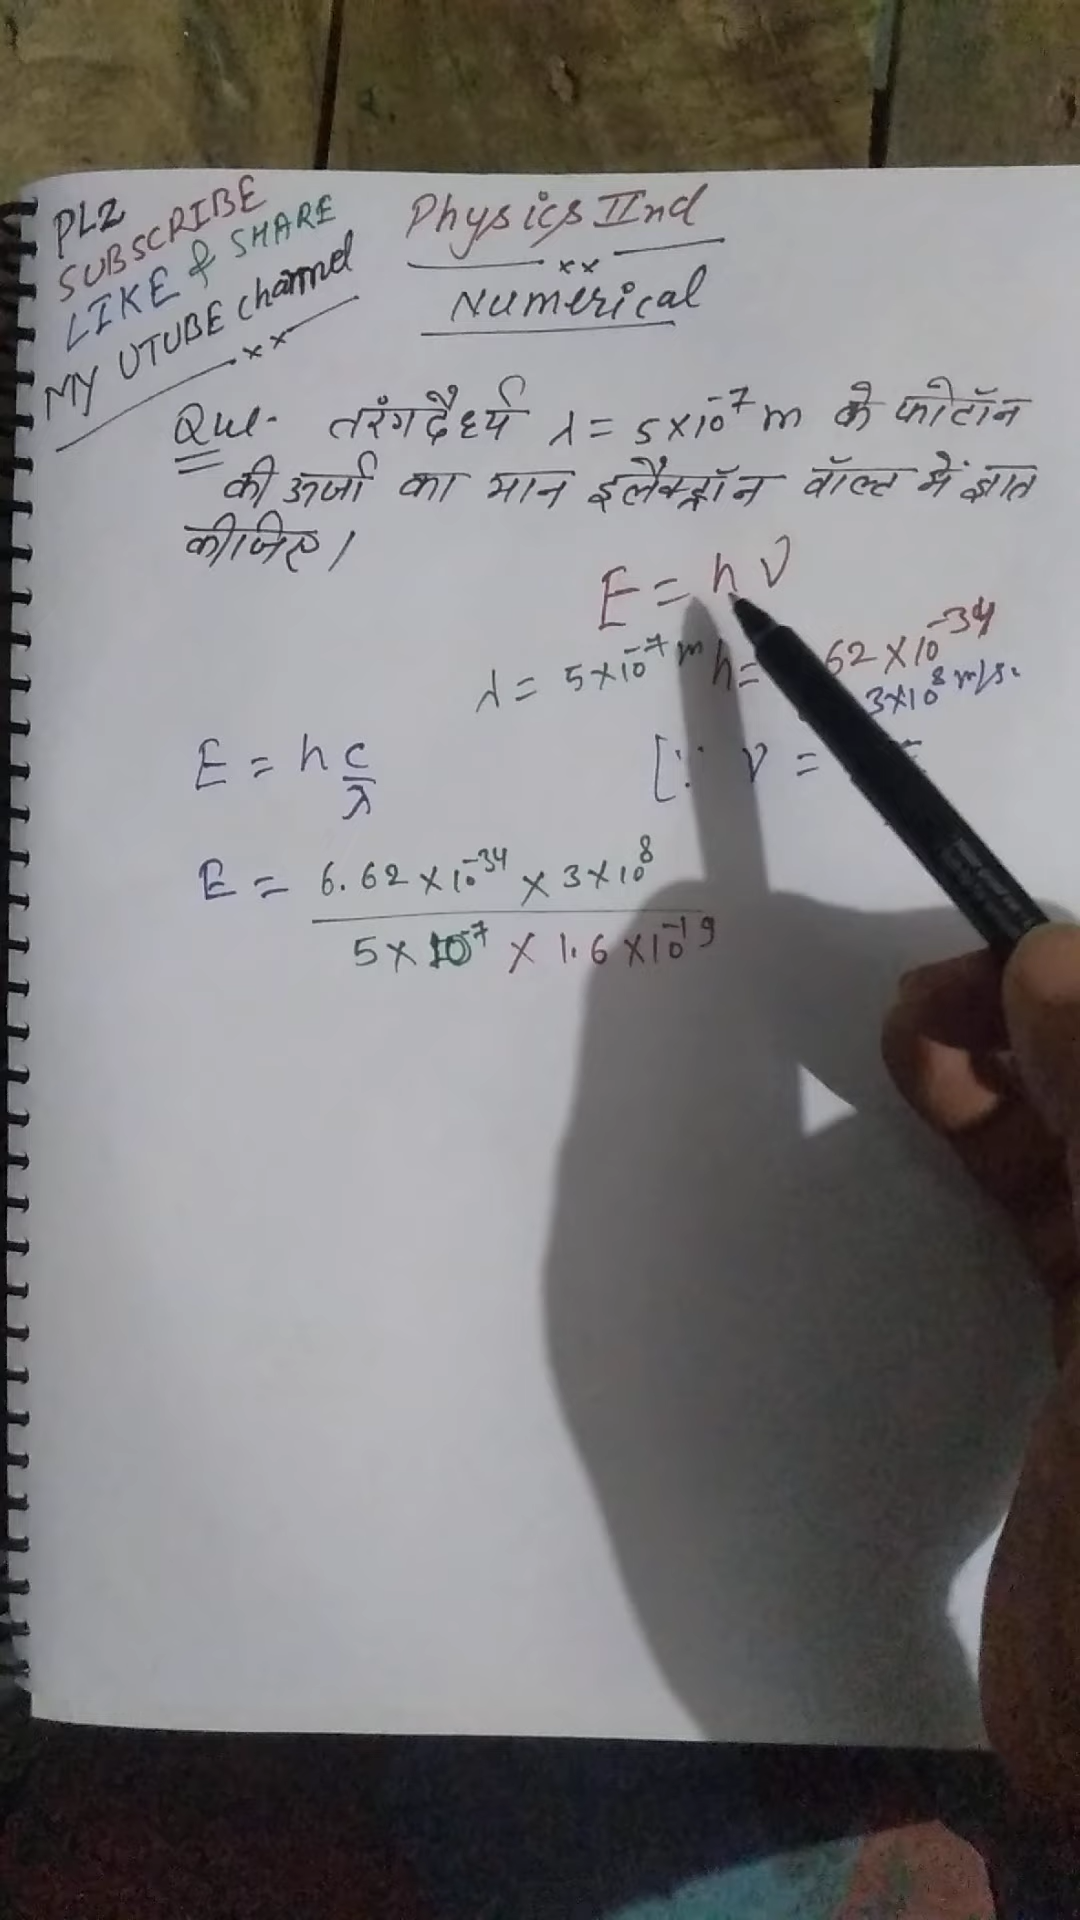 PLZ
SUBSCRIBE
LIKE & SHARE
MY UTUBE channel
Physics IInd
Numerical
Que. तरंगदैर्ध्य λ = 5×10⁻⁷ m के फोटॉन
की ऊर्जा का मान इलैक्ट्रॉन वॉल्ट में ज्ञात
कीजिए।
E = hν
λ = 5×10⁻⁷ m h= 62×10⁻³⁴
3×10⁸ m/s.
E = h c/λ [∵ ν =
E = 6.62×10⁻³⁴ × 3×10⁸
5×10⁻⁷ × 1.6×10⁻¹⁹